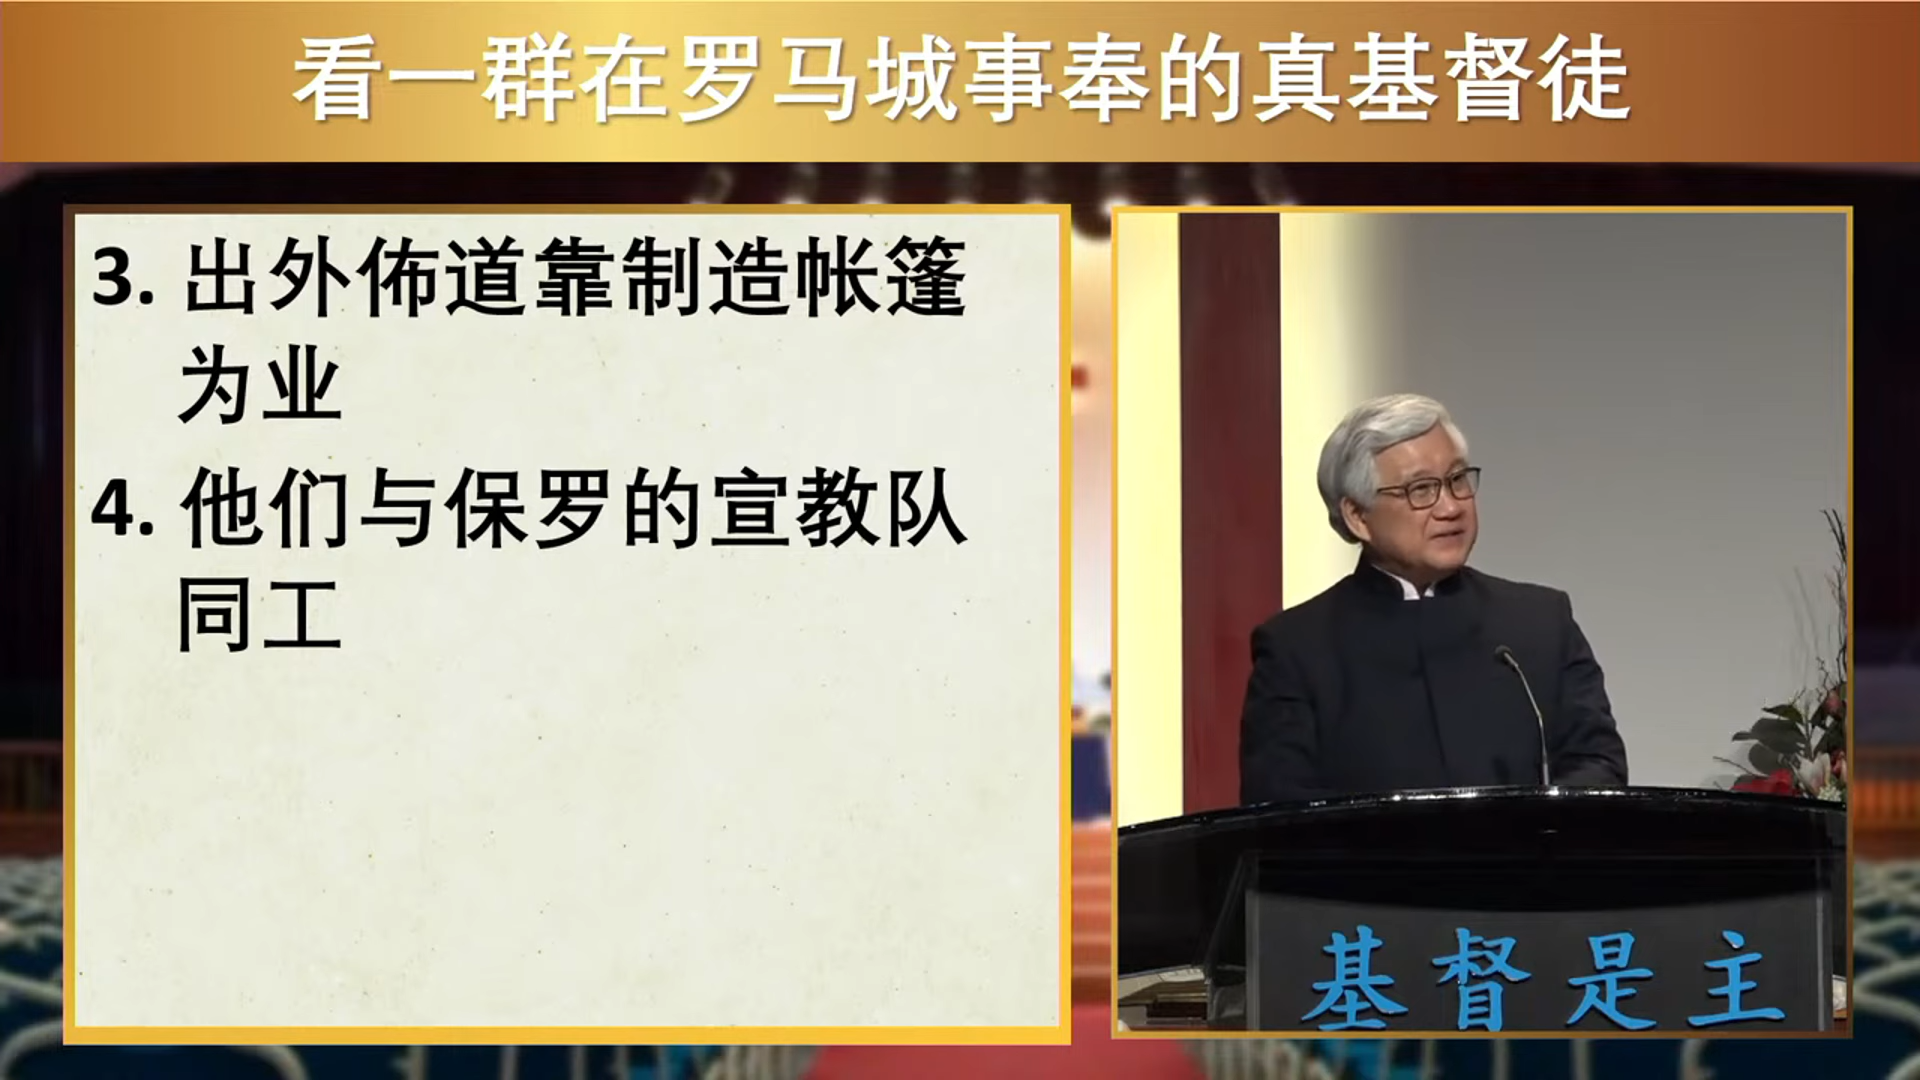 看一群在罗马城事奉的真基督徒
3. 出外佈道靠制造帐篷
为业
4. 他们与保罗的宣教队
同工
基督是主